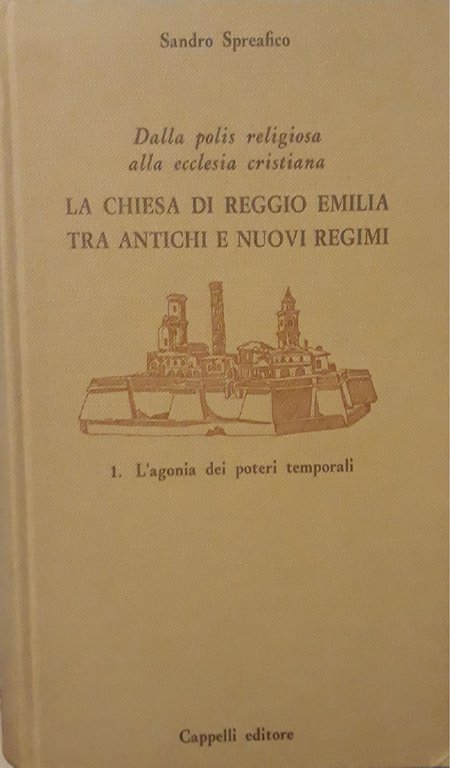 Sandro Spreafico
Dalla polis religiosa
alla ecclesia cristiana
LA CHIESA DI REGGIO EMILIA
TRA ANTICHI E NUOVI REGIMI
1. L'agonia dei poteri temporali
Cappelli editore